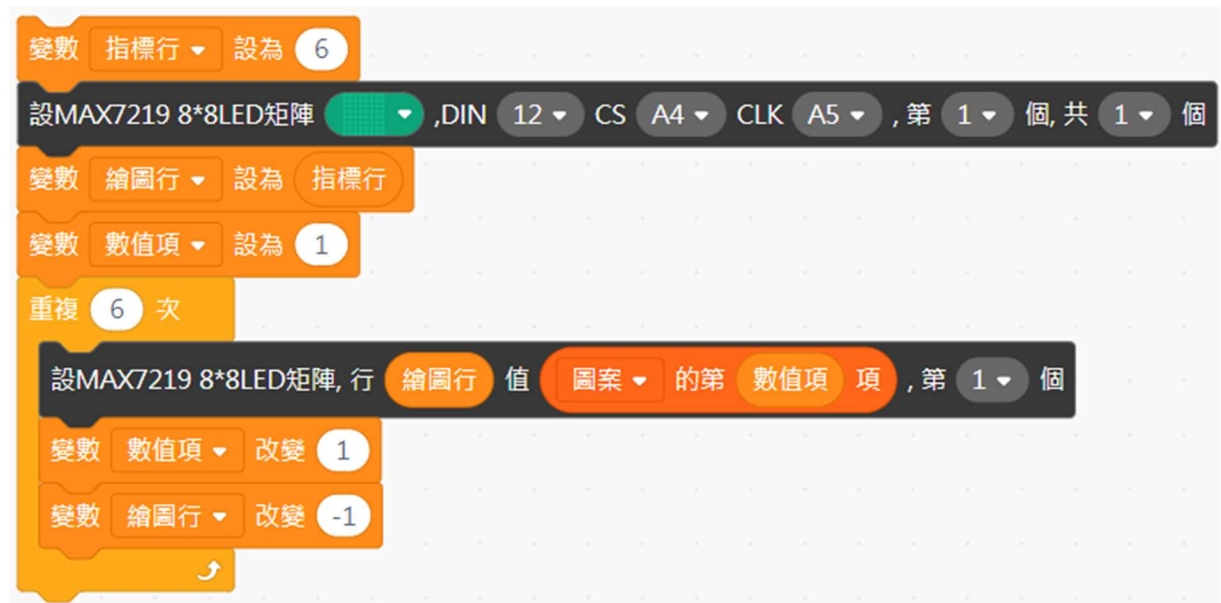 變數 指標行 設為 6
設MAX7219 8*8LED矩陣 ,DIN 12 CS A4 CLK A5 , 第 1 個, 共 1 個
變數 繪圖行 設為 指標行
變數 數值項 設為 1
重複 6 次
設MAX7219 8*8LED矩陣, 行 繪圖行 值 圖案 的第 數值項 項 , 第 1 個
變數 數值項 改變 1
變數 繪圖行 改變 -1